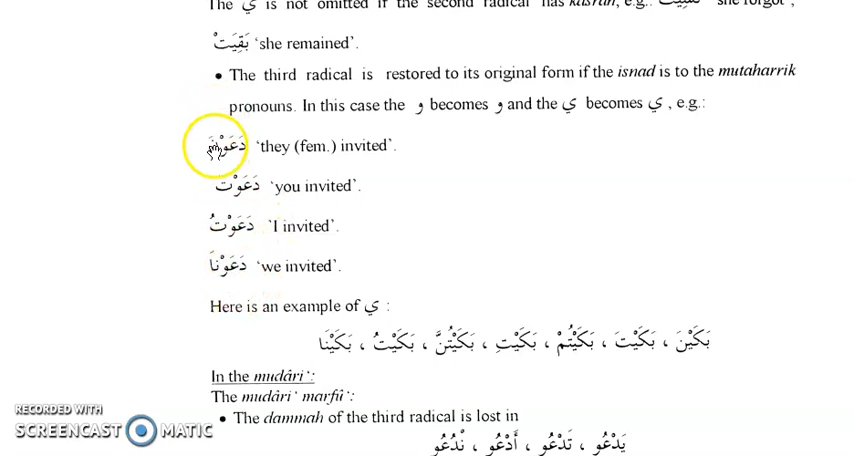 The ي is not omitted if the second radical has kasrah, e.g.: نَسِيَتْ 'she forgot',
بَقِيَتْ 'she remained'.
• The third radical is restored to its original form if the isnad is to the mutaharrik
pronouns. In this case the و becomes و and the ي becomes ي , e.g.:
دَعَوْنَ 'they (fem.) invited'.
دَعَوْتَ 'you invited'.
دَعَوْتُ 'I invited'.
دَعَوْنَا 'we invited'.
Here is an example of ي :
بَكَيْنَ ، بَكَيْتَ ، بَكَيْتُمْ ، بَكَيْتِ ، بَكَيْتُنَّ ، بَكَيْتُ ، بَكَيْنَا
In the mudâri':
The mudâri' marfû':
• The dammah of the third radical is lost in
يَدْعُو ، تَدْعُو ، أَدْعُو ، نَدْعُو
RECORDED WITH
SCREENCAST MATIC